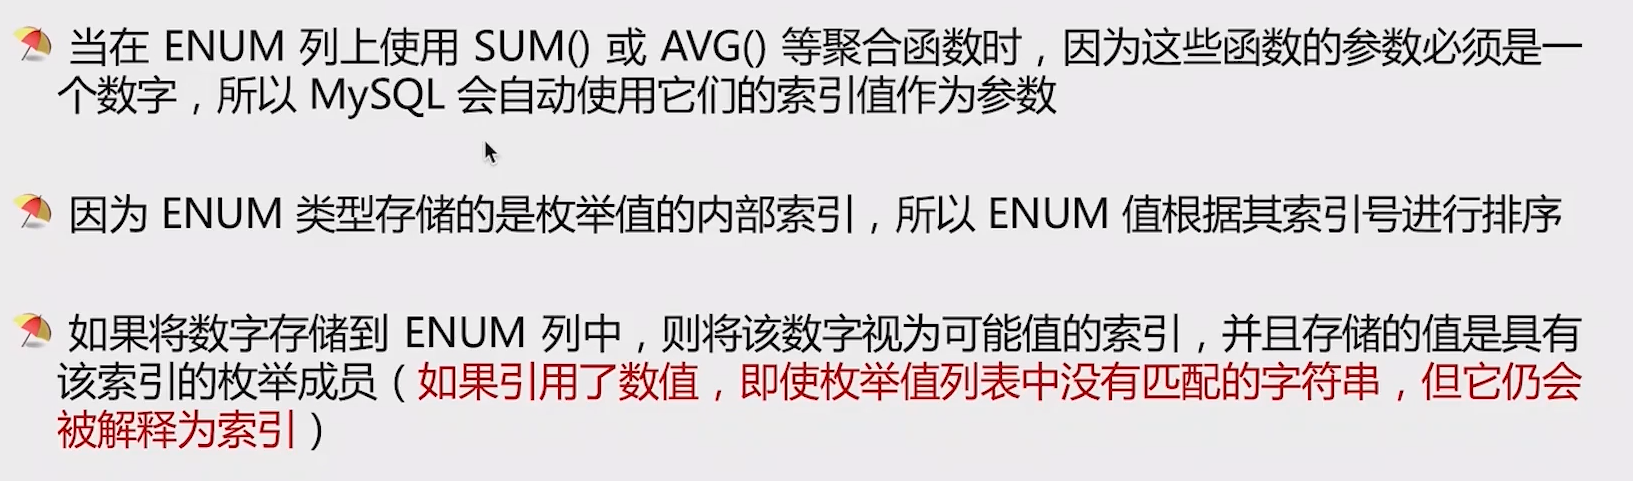 当在 ENUM 列上使用 SUM() 或 AVG() 等聚合函数时，因为这些函数的参数必须是一
个数字，所以 MySQL 会自动使用它们的索引值作为参数
因为 ENUM 类型存储的是枚举值的内部索引，所以 ENUM 值根据其索引号进行排序
如果将数字存储到 ENUM 列中，则将该数字视为可能值的索引，并且存储的值是具有
该索引的枚举成员（如果引用了数值，即使枚举值列表中没有匹配的字符串，但它仍会
被解释为索引）